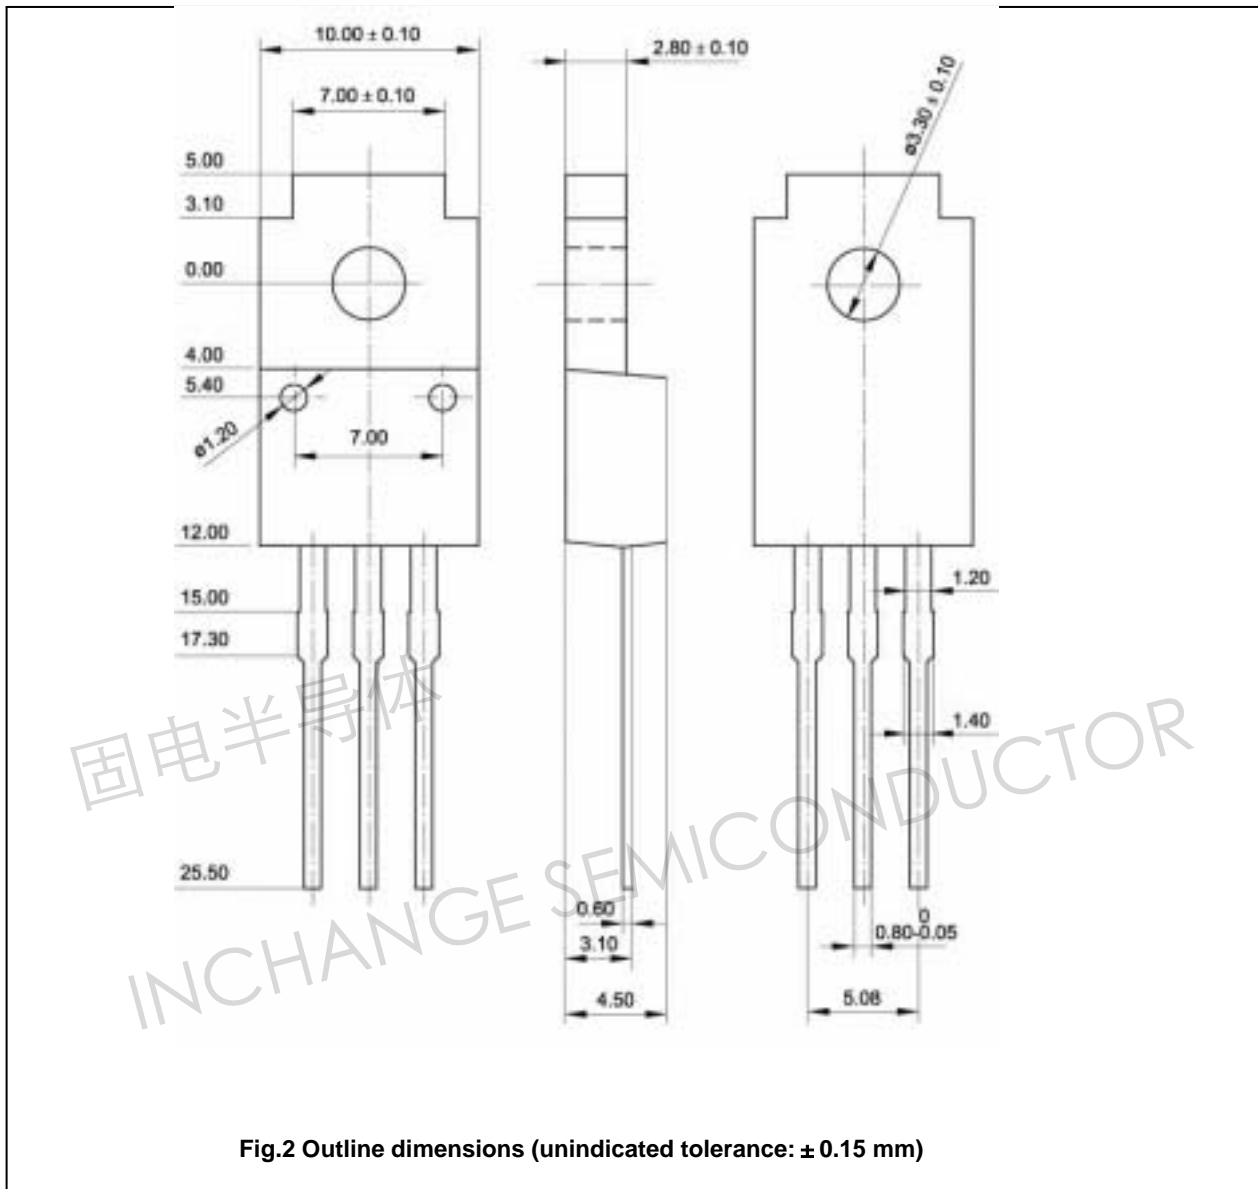 10.00 ± 0.10
2.80 ± 0.10
7.00 ± 0.10
ø3.30 ± 0.10
5.00
3.10
0.00
4.00
5.40
ø1.20
7.00
12.00
1.20
15.00
17.30
1.40
固电半导体
25.50
INCHANGE SEMICONDUCTOR
0.60
0
0.80-0.05
3.10
4.50
5.08
Fig.2 Outline dimensions (unindicated tolerance: ± 0.15 mm)